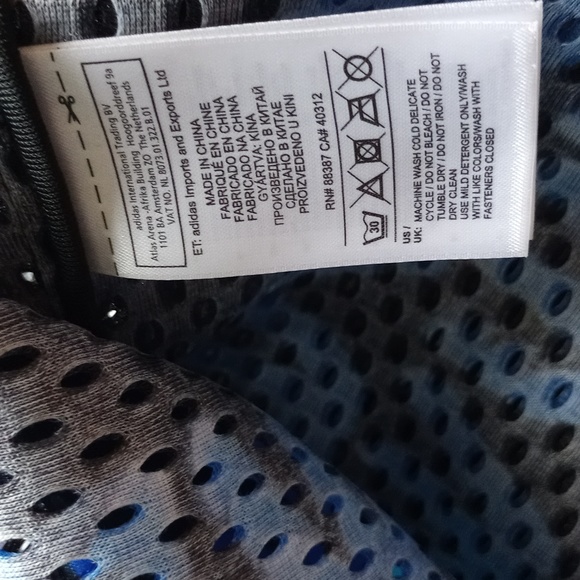 adidas International Trading BV
Atlas Arena -Afrika Building Hoogoorddreef 9a
1101 BA Amsterdam ZO The Netherlands
VAT NO. NL 8073.01.322.B.01
ET: adidas Imports and Exports Ltd
MADE IN CHINA
FABRIQUÉ EN CHINE
FABRICADO EN CHINA
FABRICADO NA CHINA
GYÁRTVA: KÍNA
ПРОИЗВЕДЕНО В КИТАЙ
СДЕЛАНО В КИТАЕ
PROIZVEDENO U KINI
RN# 88387 CA# 40312
30
US /
UK:
MACHINE WASH COLD DELICATE
CYCLE / DO NOT BLEACH / DO NOT
TUMBLE DRY / DO NOT IRON / DO NOT
DRY CLEAN
USE MILD DETERGENT ONLY/WASH
WITH LIKE COLORS/WASH WITH
FASTENERS CLOSED